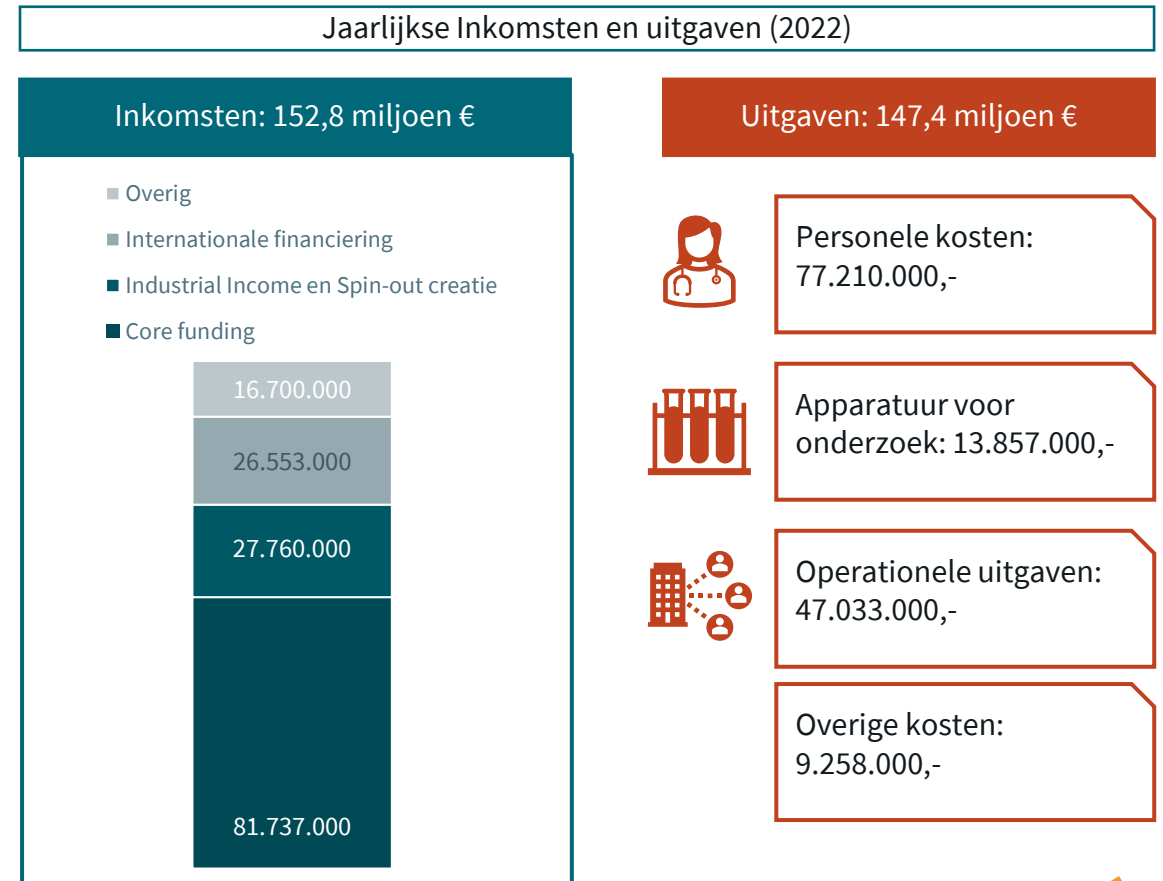 Jaarlijkse Inkomsten en uitgaven (2022)
Inkomsten: 152,8 miljoen €
Overig
Internationale financiering
Industrial Income en Spin-out creatie
Core funding
16.700.000
26.553.000
27.760.000
81.737.000
Uitgaven: 147,4 miljoen €
Personele kosten:
77.210.000,-
Apparatuur voor
onderzoek: 13.857.000,-
Operationele uitgaven:
47.033.000,-
Overige kosten:
9.258.000,-